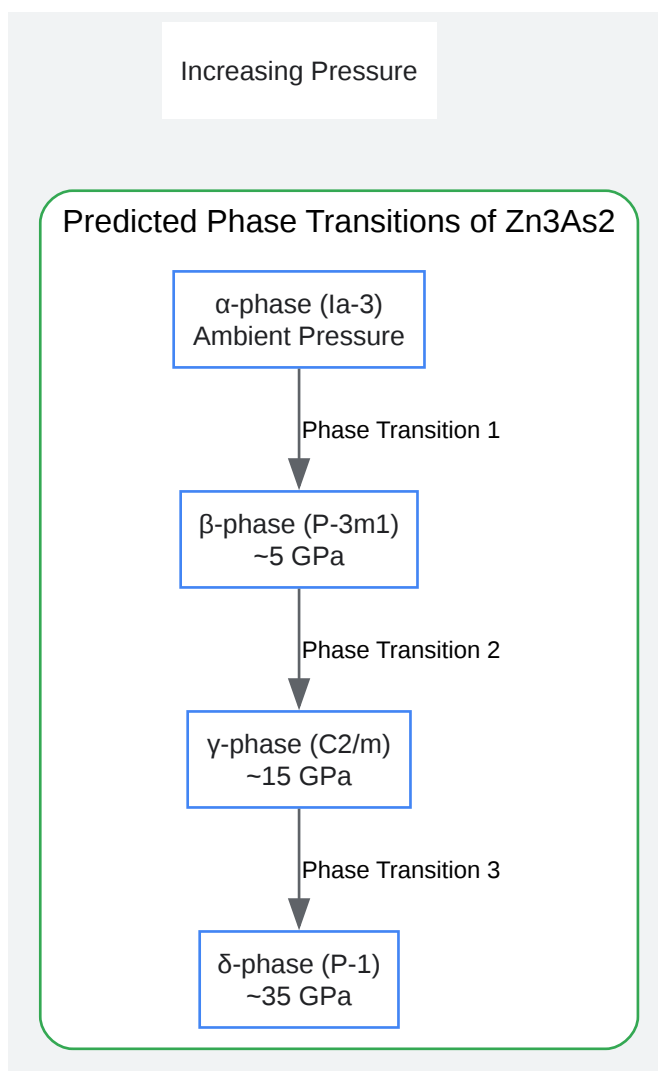 Increasing Pressure
Predicted Phase Transitions of Zn3As2
α-phase (Ia-3)
Ambient Pressure
Phase Transition 1
β-phase (P-3m1)
~5 GPa
Phase Transition 2
γ-phase (C2/m)
~15 GPa
Phase Transition 3
δ-phase (P-1)
~35 GPa